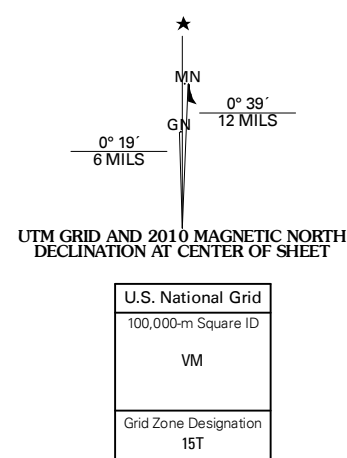 MN
0° 39´
12 MILS
GN
0° 19´
6 MILS
UTM GRID AND 2010 MAGNETIC NORTH
DECLINATION AT CENTER OF SHEET
U.S. National Grid
100,000-m Square ID
VM
Grid Zone Designation
15T